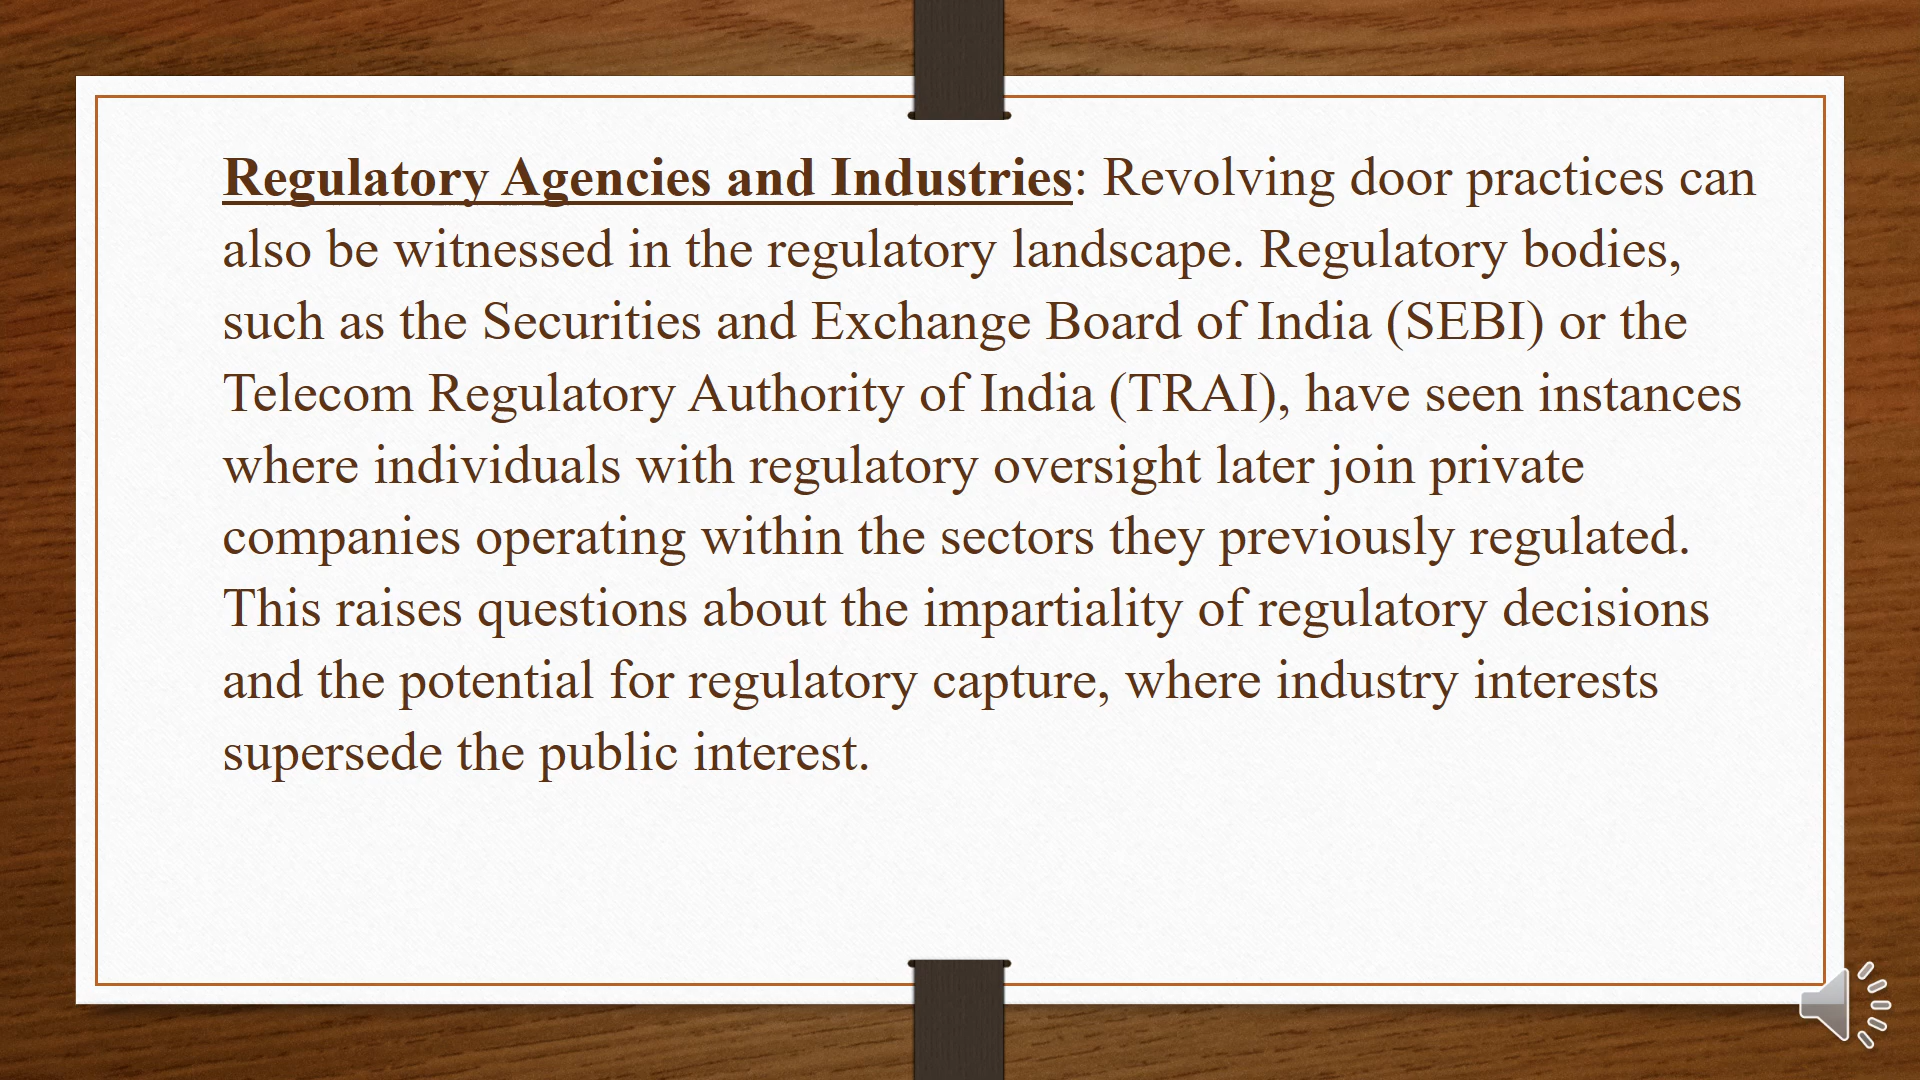 Regulatory Agencies and Industries: Revolving door practices can
also be witnessed in the regulatory landscape. Regulatory bodies,
such as the Securities and Exchange Board of India (SEBI) or the
Telecom Regulatory Authority of India (TRAI), have seen instances
where individuals with regulatory oversight later join private
companies operating within the sectors they previously regulated.
This raises questions about the impartiality of regulatory decisions
and the potential for regulatory capture, where industry interests
supersede the public interest.